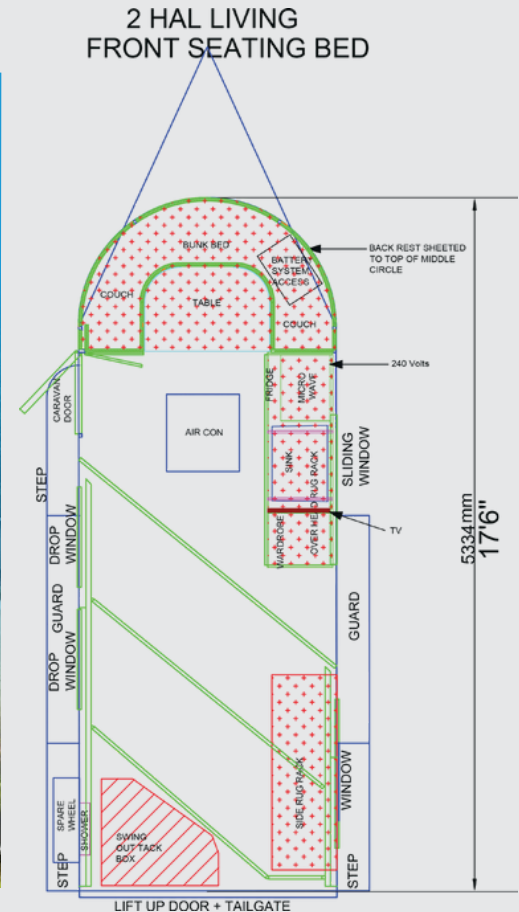 2 HAL LIVING
FRONT SEATING BED
BUNK BED
BATTERY
SYSTEM
ACCESS
BACK REST SHEETED
TO TOP OF MIDDLE
CIRCLE
COUCH
TABLE
COUCH
240 Volts
FRIDGE
MICRO
WAVE
CARAVAN
DOOR
AIR CON
SINK
OVER HEAD RUG RACK
SLIDING
WINDOW
STEP
TV
WARDROBE
DROP
WINDOW
GUARD
DROP
WINDOW
GUARD
5334mm
17'6"
SIDE RUG RACK
WINDOW
SPARE
WHEEL
SHOWER
SWING
OUT TACK
BOX
STEP
STEP
LIFT UP DOOR + TAILGATE